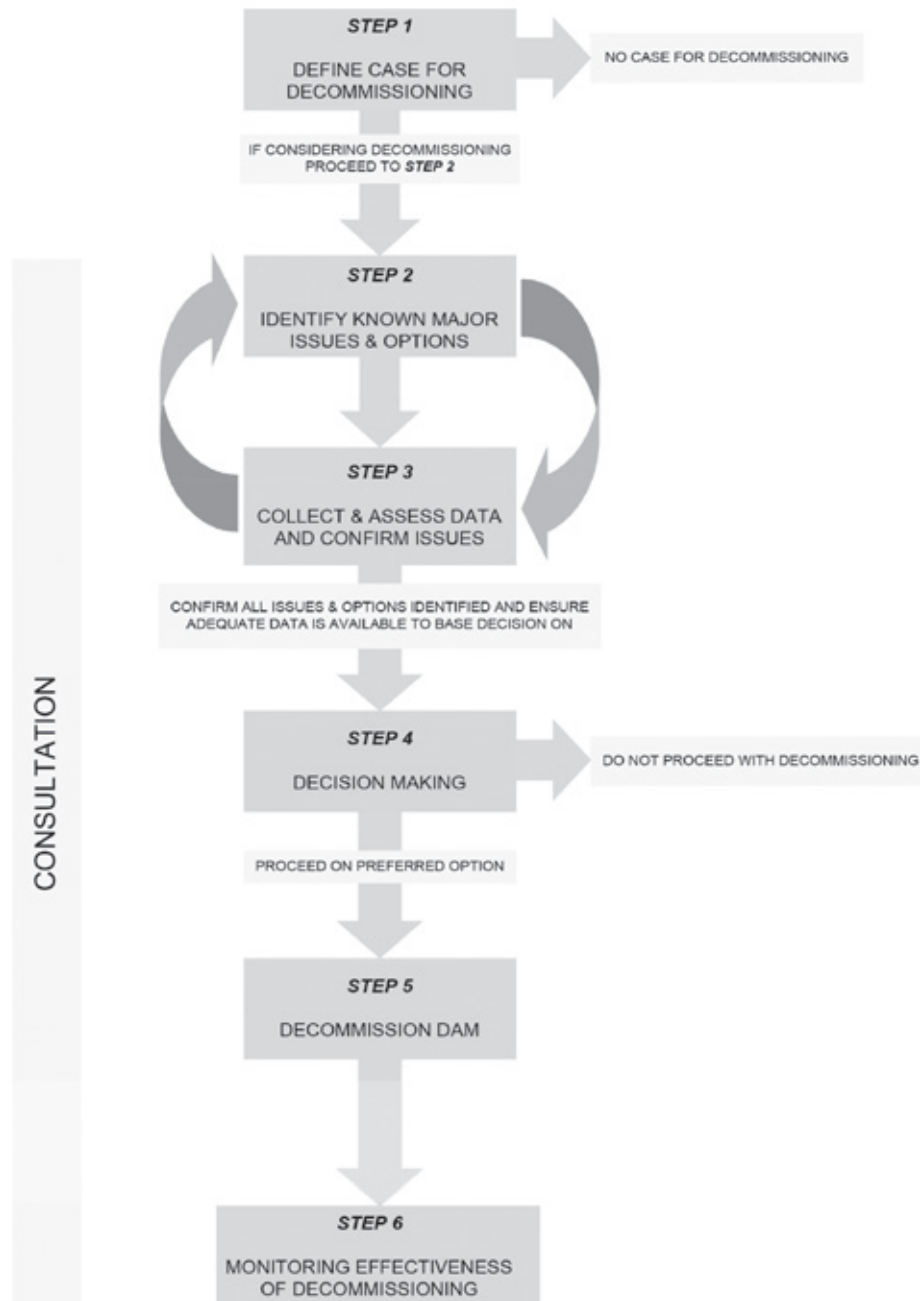 STEP 1
DEFINE CASE FOR
DECOMMISSIONING
NO CASE FOR DECOMMISSIONING
IF CONSIDERING DECOMMISSIONING
PROCEED TO STEP 2
CONSULTATION
STEP 2
IDENTIFY KNOWN MAJOR
ISSUES & OPTIONS
STEP 3
COLLECT & ASSESS DATA
AND CONFIRM ISSUES
CONFIRM ALL ISSUES & OPTIONS IDENTIFIED AND ENSURE
ADEQUATE DATA IS AVAILABLE TO BASE DECISION ON
STEP 4
DECISION MAKING
DO NOT PROCEED WITH DECOMMISSIONING
PROCEED ON PREFERRED OPTION
STEP 5
DECOMMISSION DAM
STEP 6
MONITORING EFFECTIVENESS
OF DECOMMISSIONING